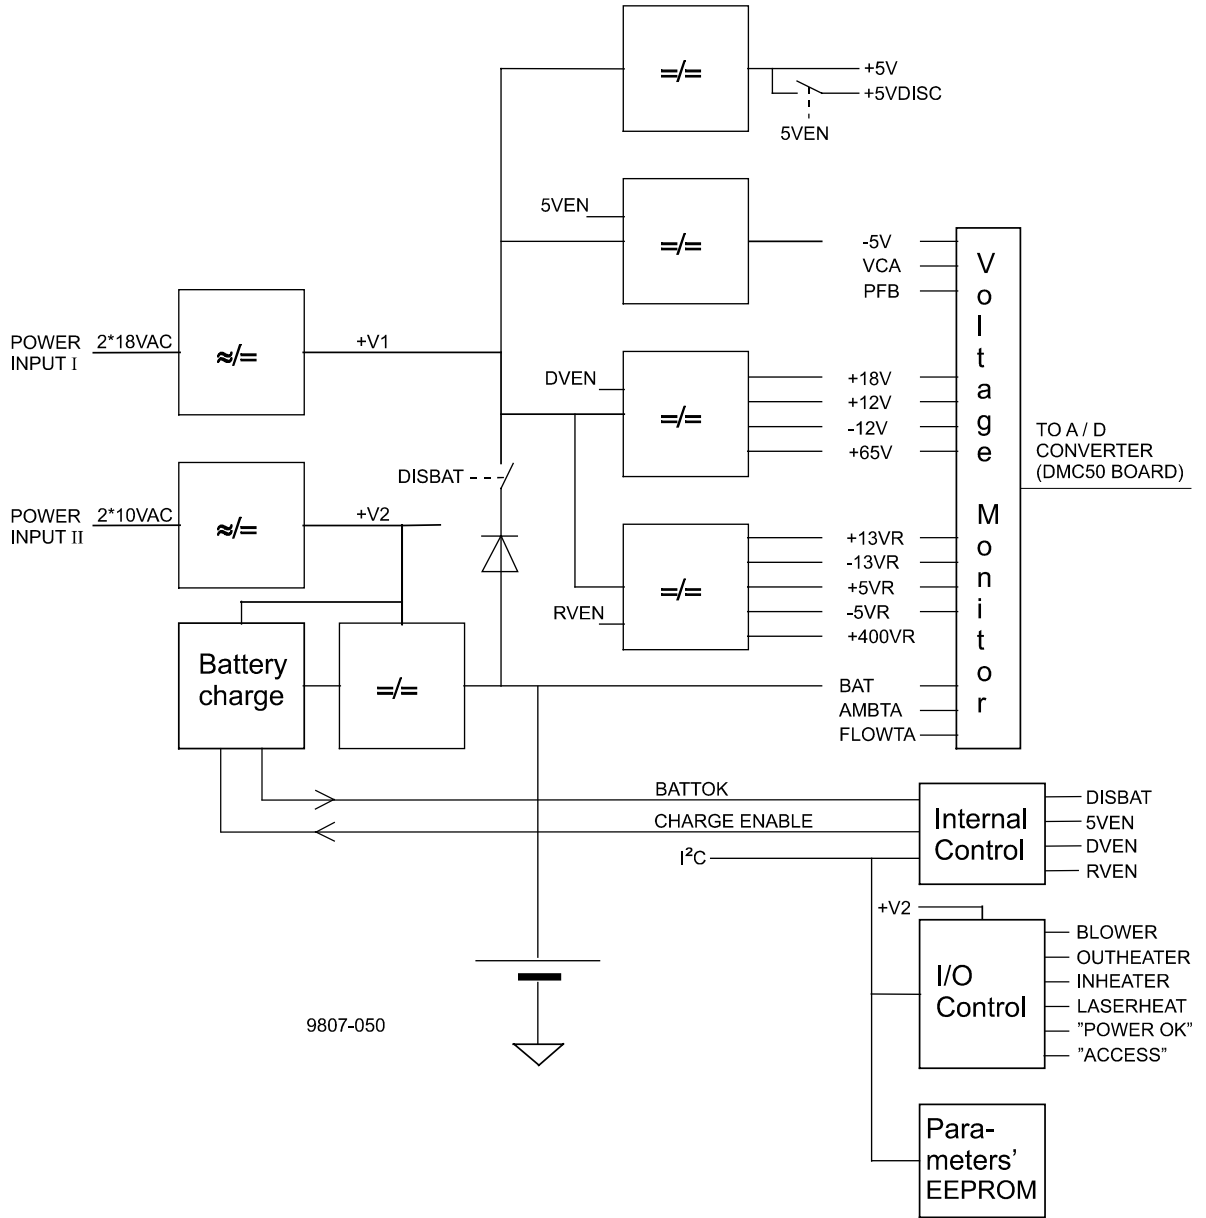 =/=
+5V
+5VDISC
5VEN
5VEN
=/=
-5V
VCA
PFB
POWER
INPUT I
2*18VAC
≈/=
+V1
DVEN
=/=
+18V
+12V
-12V
+65V
Voltage Monitor
TO A / D
CONVERTER
(DMC50 BOARD)
DISBAT
POWER
INPUT II
2*10VAC
≈/=
+V2
RVEN
=/=
+13VR
-13VR
+5VR
-5VR
+400VR
Battery
charge
=/=
BAT
AMBTA
FLOWTA
BATTOK
CHARGE ENABLE
I²C
Internal
Control
DISBAT
5VEN
DVEN
RVEN
+V2
I/O
Control
BLOWER
OUTHEATER
INHEATER
LASERHEAT
”POWER OK”
”ACCESS”
9807-050
Para-
meters’
EEPROM